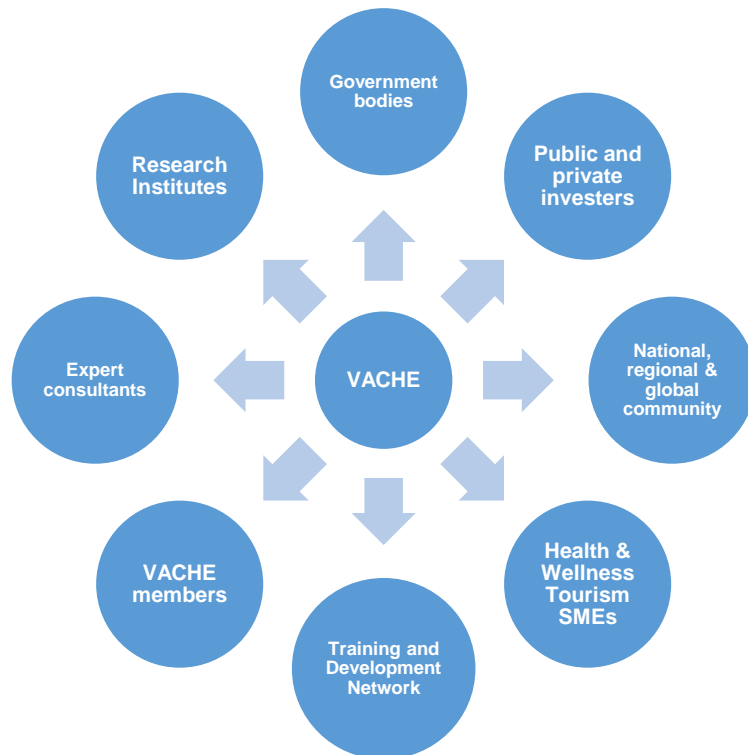 Government
bodies
Research
Institutes
Public and
private
investers
Expert
consultants
VACHE
National,
regional &
global
community
VACHE
members
Health &
Wellness
Tourism
SMEs
Training and
Development
Network